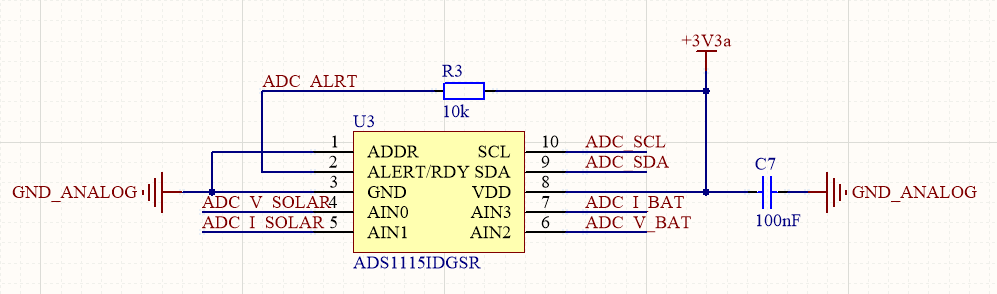 +3V3a
R3
ADC_ALRT
10k
U3
1 ADDR SCL 10 ADC_SCL
2 ALERT/RDY SDA 9 ADC_SDA
GND_ANALOG 3 GND VDD 8 GND_ANALOG
ADC_V_SOLAR 4 AIN0 AIN3 7 ADC_I_BAT
ADC_I_SOLAR 5 AIN1 AIN2 6 ADC_V_BAT
C7
100nF
ADS1115IDGSR